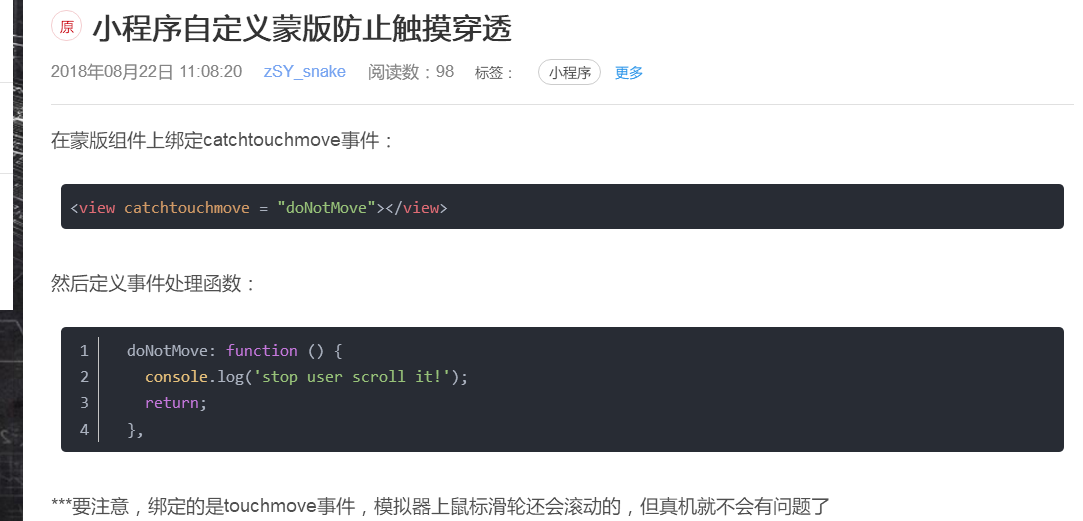 原 小程序自定义蒙版防止触摸穿透
2018年08月22日 11:08:20 zSY_snake 阅读数：98 标签： 小程序 更多
在蒙版组件上绑定catchtouchmove事件：
<view catchtouchmove = "doNotMove"></view>
然后定义事件处理函数：
1 doNotMove: function () {
2 console.log('stop user scroll it!');
3 return;
4 },
***要注意，绑定的是touchmove事件，模拟器上鼠标滑轮还会滚动的，但真机就不会有问题了